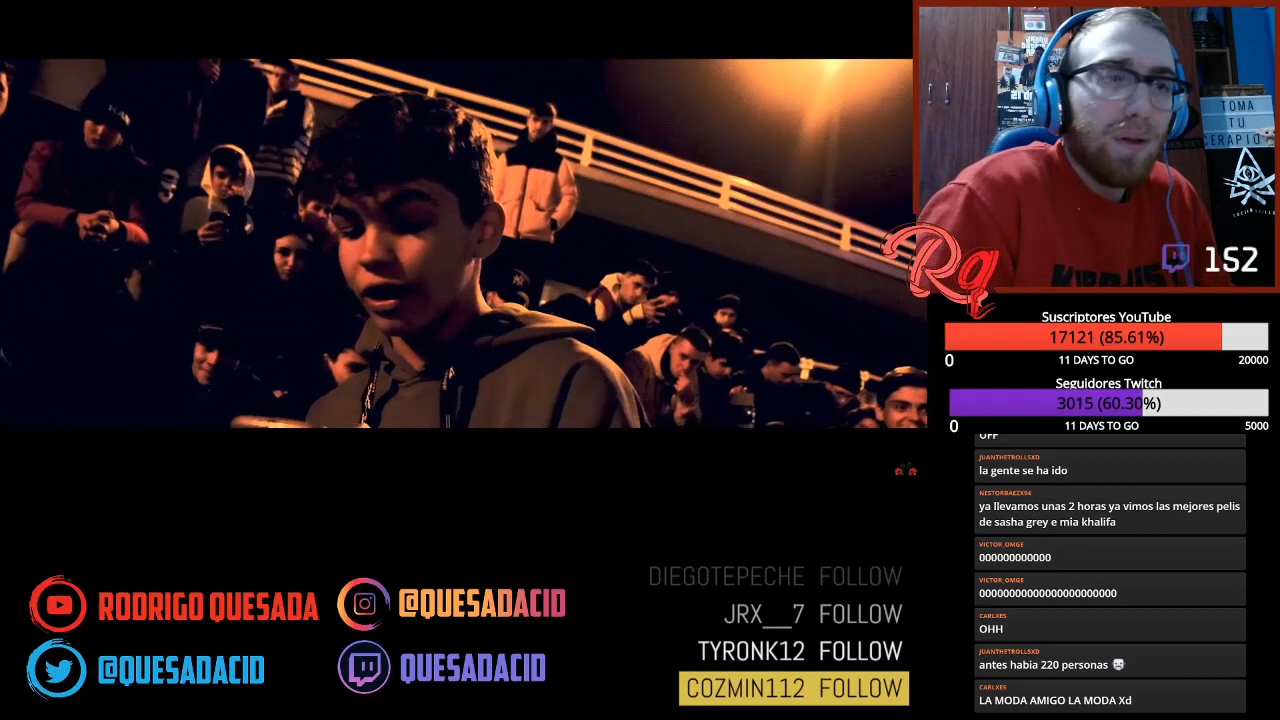 TOMA
TU
152
Rq
Suscriptores YouTube
17121 (85.61%)
0
11 DAYS TO GO
20000
Seguidores Twitch
3015 (60.30%)
0
11 DAYS TO GO
5000
OFF
JUANTHETROLLSXD
la gente se ha ido
NESTORBAEZX94
ya llevamos unas 2 horas ya vimos las mejores pelis
de sasha grey e mia khalifa
VICTOR_OMGE
000000000000
VICTOR_OMGE
0000000000000000000000000
CARLXES
OHH
JUANTHETROLLSXD
antes habia 220 personas
CARLXES
LA MODA AMIGO LA MODA Xd
DIEGOTEPECHE FOLLOW
JRX__7 FOLLOW
TYRONK12 FOLLOW
COZMIN112 FOLLOW
RODRIGO QUESADA
@QUESADACID
@QUESADACID
QUESADACID